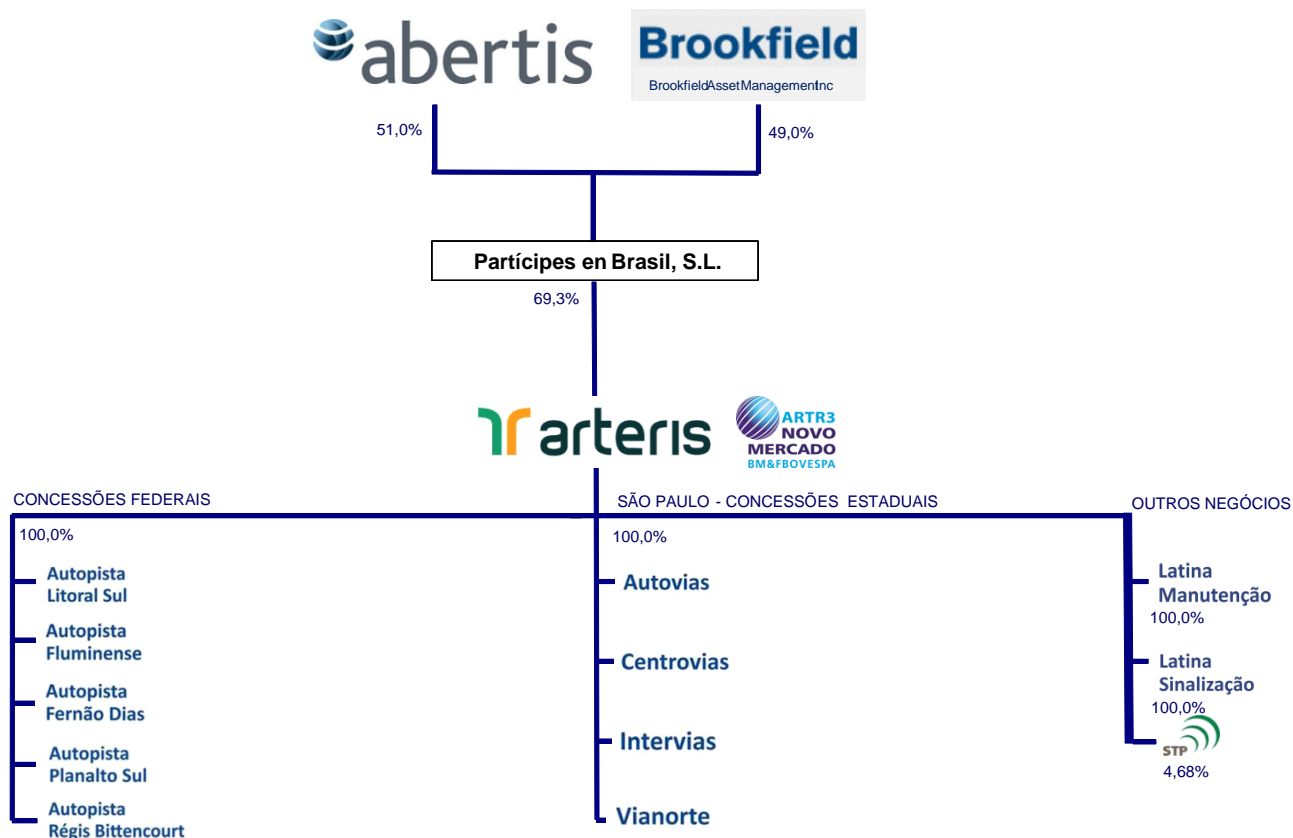 abertis
Brookfield
BrookfieldAssetManagementInc
51,0%
49,0%
Partícipes en Brasil, S.L.
69,3%
arteris
ARTR3
NOVO
MERCADO
BM&FBOVESPA
CONCESSÕES FEDERAIS
100,0%
Autopista
Litoral Sul
Autopista
Fluminense
Autopista
Fernão Dias
Autopista
Planalto Sul
Autopista
Régis Bittencourt
SÃO PAULO - CONCESSÕES ESTADUAIS
100,0%
Autovias
Centrovias
Intervias
Vianorte
OUTROS NEGÓCIOS
Latina
Manutenção
100,0%
Latina
Sinalização
100,0%
STP
4,68%